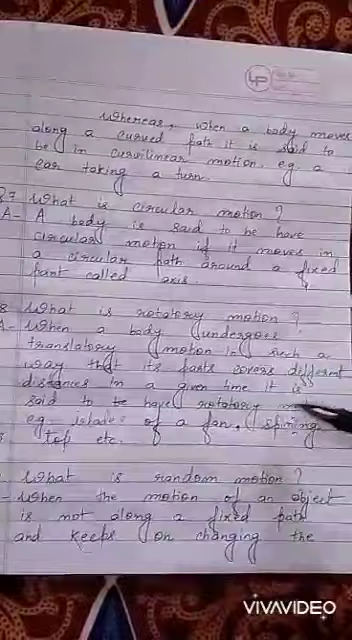 LP
Whereas, when a body moves
along a curved path it is said to
be in curvilinear motion. eg. a
car taking a turn.
Q7 What is circular motion?
A- A body is said to be have
circular motion if it moves in
a circular path around a fixed
point called axis.
8 What is rotatory motion?
A- When a body undergoes
translatory motion in such a
way that its parts covers different
distances in a given time it is
said to be have rotatory
eg. blades of a fan, spining
top etc.
What is random motion?
- When the motion of an object
is not along a fixed path
and keeps on changing the
VIVAVIDEO